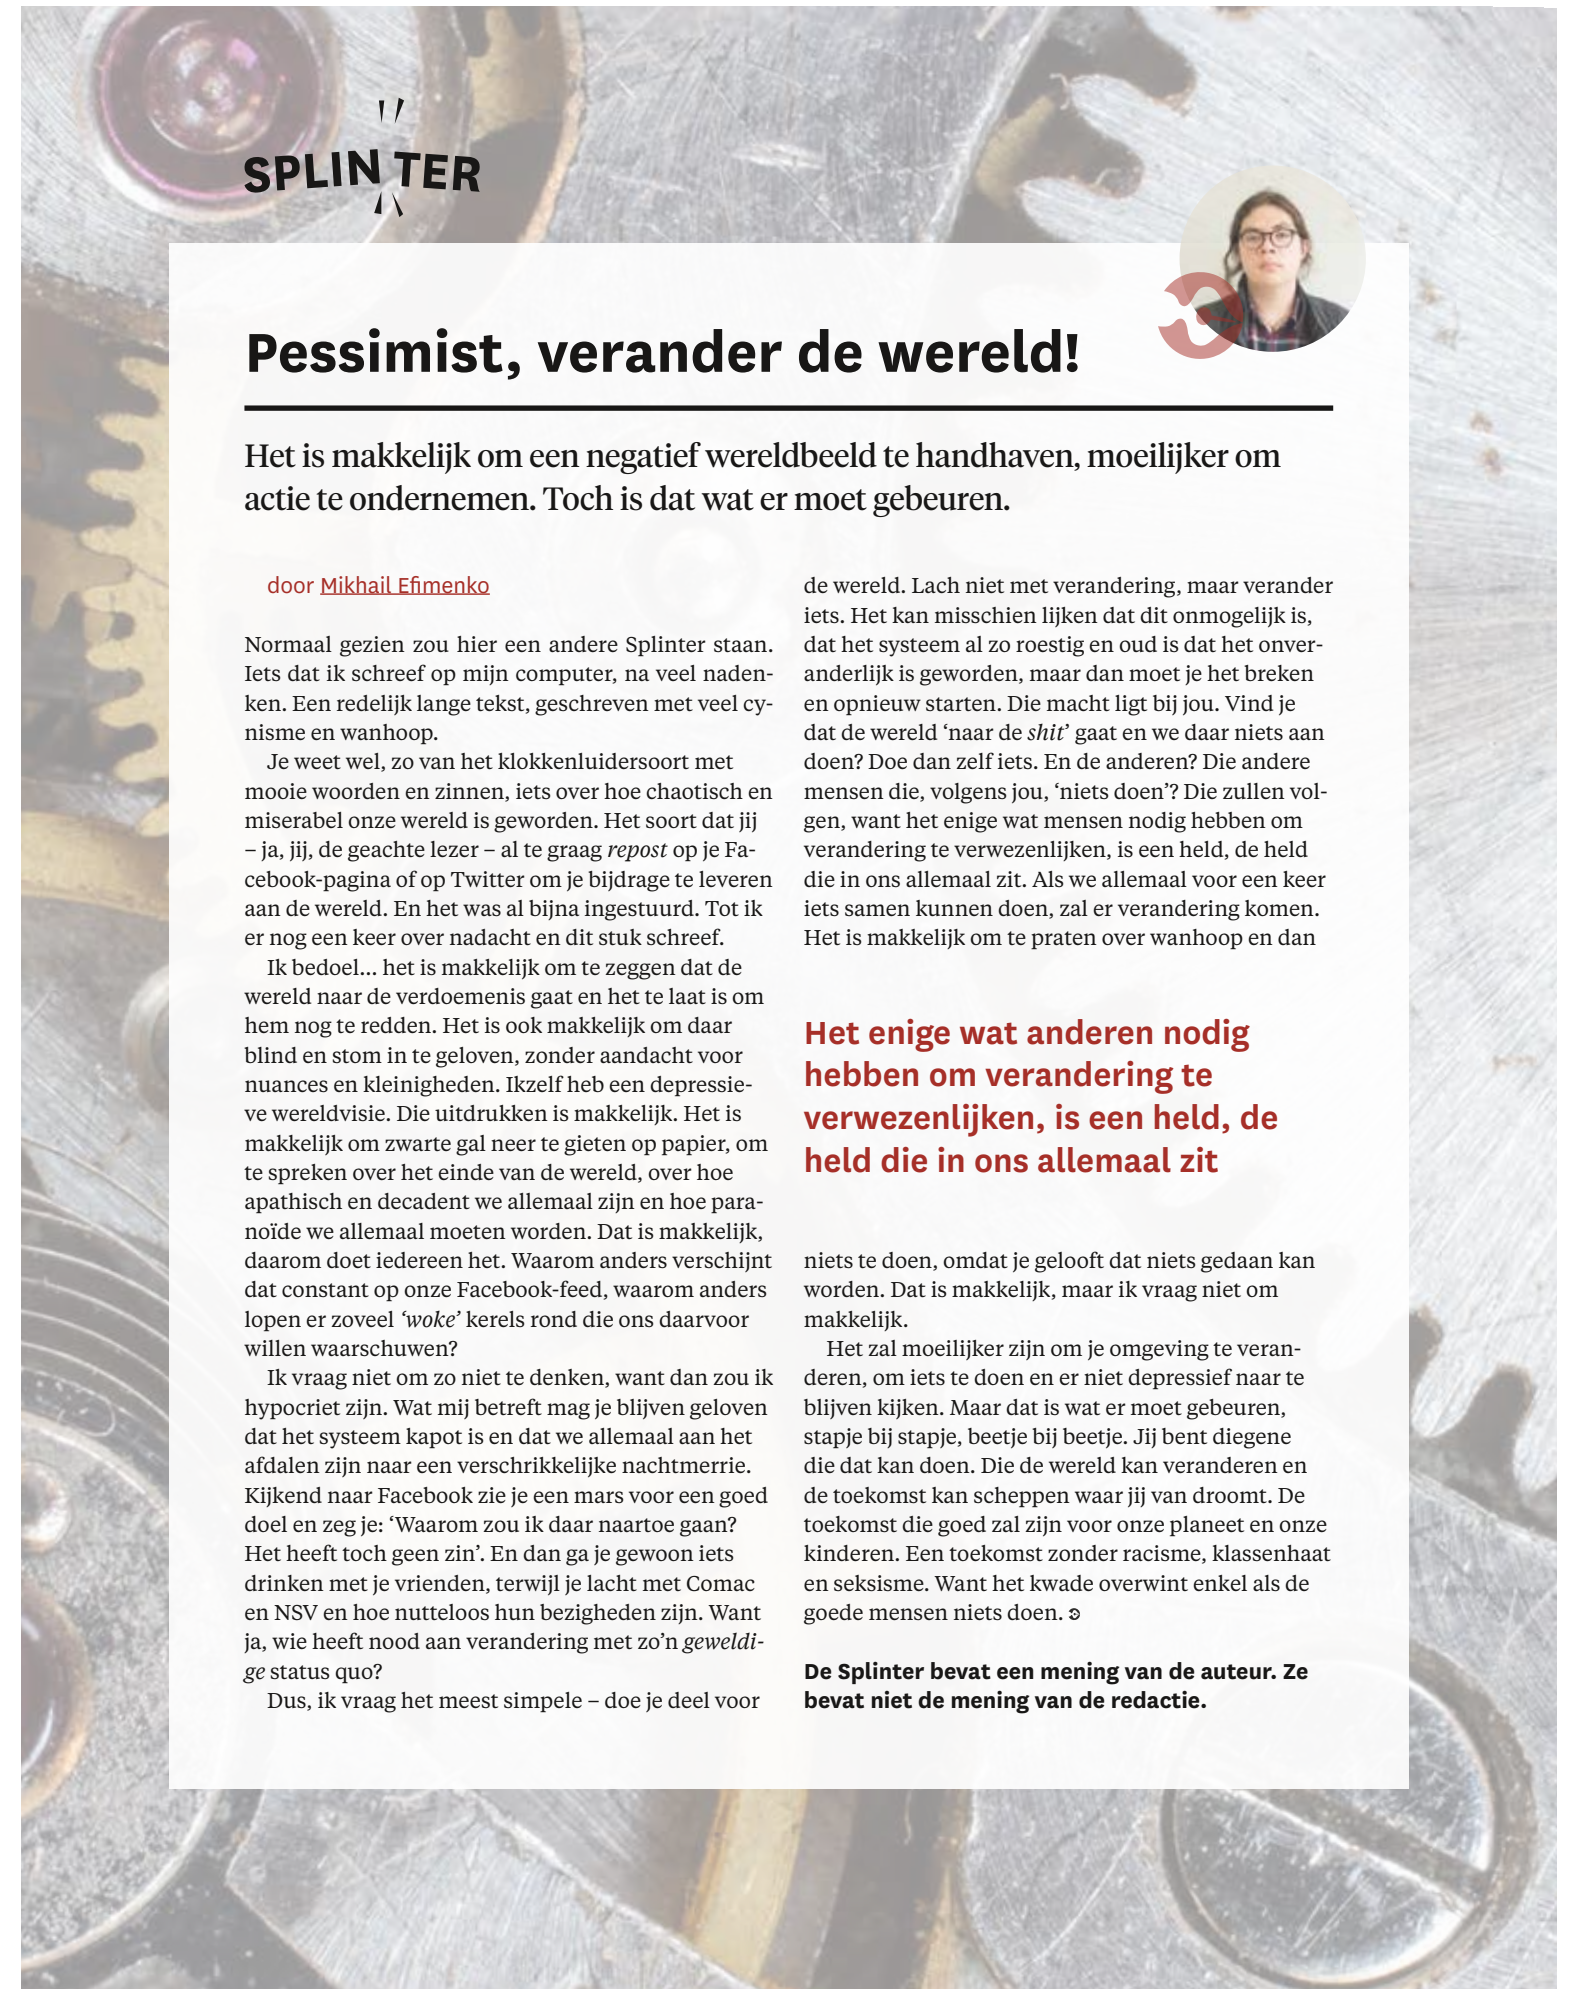 SPLINTER
Pessimist, verander de wereld!
Het is makkelijk om een negatief wereldbeeld te handhaven, moeilijker om
actie te ondernemen. Toch is dat wat er moet gebeuren.
door Mikhail Efimenko
Normaal gezien zou hier een andere Splinter staan.
Iets dat ik schreef op mijn computer, na veel naden-
ken. Een redelijk lange tekst, geschreven met veel cy-
nisme en wanhoop.
Je weet wel, zo van het klokkenluidersoort met
mooie woorden en zinnen, iets over hoe chaotisch en
miserabel onze wereld is geworden. Het soort dat jij
– ja, jij, de geachte lezer – al te graag repost op je Fa-
cebook-pagina of op Twitter om je bijdrage te leveren
aan de wereld. En het was al bijna ingestuurd. Tot ik
er nog een keer over nadacht en dit stuk schreef.
Ik bedoel... het is makkelijk om te zeggen dat de
wereld naar de verdoemenis gaat en het te laat is om
hem nog te redden. Het is ook makkelijk om daar
blind en stom in te geloven, zonder aandacht voor
nuances en kleinigheden. Ikzelf heb een depressie-
ve wereldvisie. Die uitdrukken is makkelijk. Het is
makkelijk om zwarte gal neer te gieten op papier, om
te spreken over het einde van de wereld, over hoe
apathisch en decadent we allemaal zijn en hoe para-
noïde we allemaal moeten worden. Dat is makkelijk,
daarom doet iedereen het. Waarom anders verschijnt
dat constant op onze Facebook-feed, waarom anders
lopen er zoveel ‘woke’ kerels rond die ons daarvoor
willen waarschuwen?
Ik vraag niet om zo niet te denken, want dan zou ik
hypocriet zijn. Wat mij betreft mag je blijven geloven
dat het systeem kapot is en dat we allemaal aan het
afdalen zijn naar een verschrikkelijke nachtmerrie.
Kijkend naar Facebook zie je een mars voor een goed
doel en zeg je: ‘Waarom zou ik daar naartoe gaan?
Het heeft toch geen zin’. En dan ga je gewoon iets
drinken met je vrienden, terwijl je lacht met Comac
en NSV en hoe nutteloos hun bezigheden zijn. Want
ja, wie heeft nood aan verandering met zo’n geweldi-
ge status quo?
Dus, ik vraag het meest simpele – doe je deel voor
de wereld. Lach niet met verandering, maar verander
iets. Het kan misschien lijken dat dit onmogelijk is,
dat het systeem al zo roestig en oud is dat het onver-
anderlijk is geworden, maar dan moet je het breken
en opnieuw starten. Die macht ligt bij jou. Vind je
dat de wereld ‘naar de shit’ gaat en we daar niets aan
doen? Doe dan zelf iets. En de anderen? Die andere
mensen die, volgens jou, ‘niets doen’? Die zullen vol-
gen, want het enige wat mensen nodig hebben om
verandering te verwezenlijken, is een held, de held
die in ons allemaal zit. Als we allemaal voor een keer
iets samen kunnen doen, zal er verandering komen.
Het is makkelijk om te praten over wanhoop en dan
Het enige wat anderen nodig
hebben om verandering te
verwezenlijken, is een held, de
held die in ons allemaal zit
niets te doen, omdat je gelooft dat niets gedaan kan
worden. Dat is makkelijk, maar ik vraag niet om
makkelijk.
Het zal moeilijker zijn om je omgeving te veran-
deren, om iets te doen en er niet depressief naar te
blijven kijken. Maar dat is wat er moet gebeuren,
stapje bij stapje, beetje bij beetje. Jij bent diegene
die dat kan doen. Die de wereld kan veranderen en
de toekomst kan scheppen waar jij van droomt. De
toekomst die goed zal zijn voor onze planeet en onze
kinderen. Een toekomst zonder racisme, klassenhaat
en seksisme. Want het kwade overwint enkel als de
goede mensen niets doen.
De Splinter bevat een mening van de auteur. Ze
bevat niet de mening van de redactie.